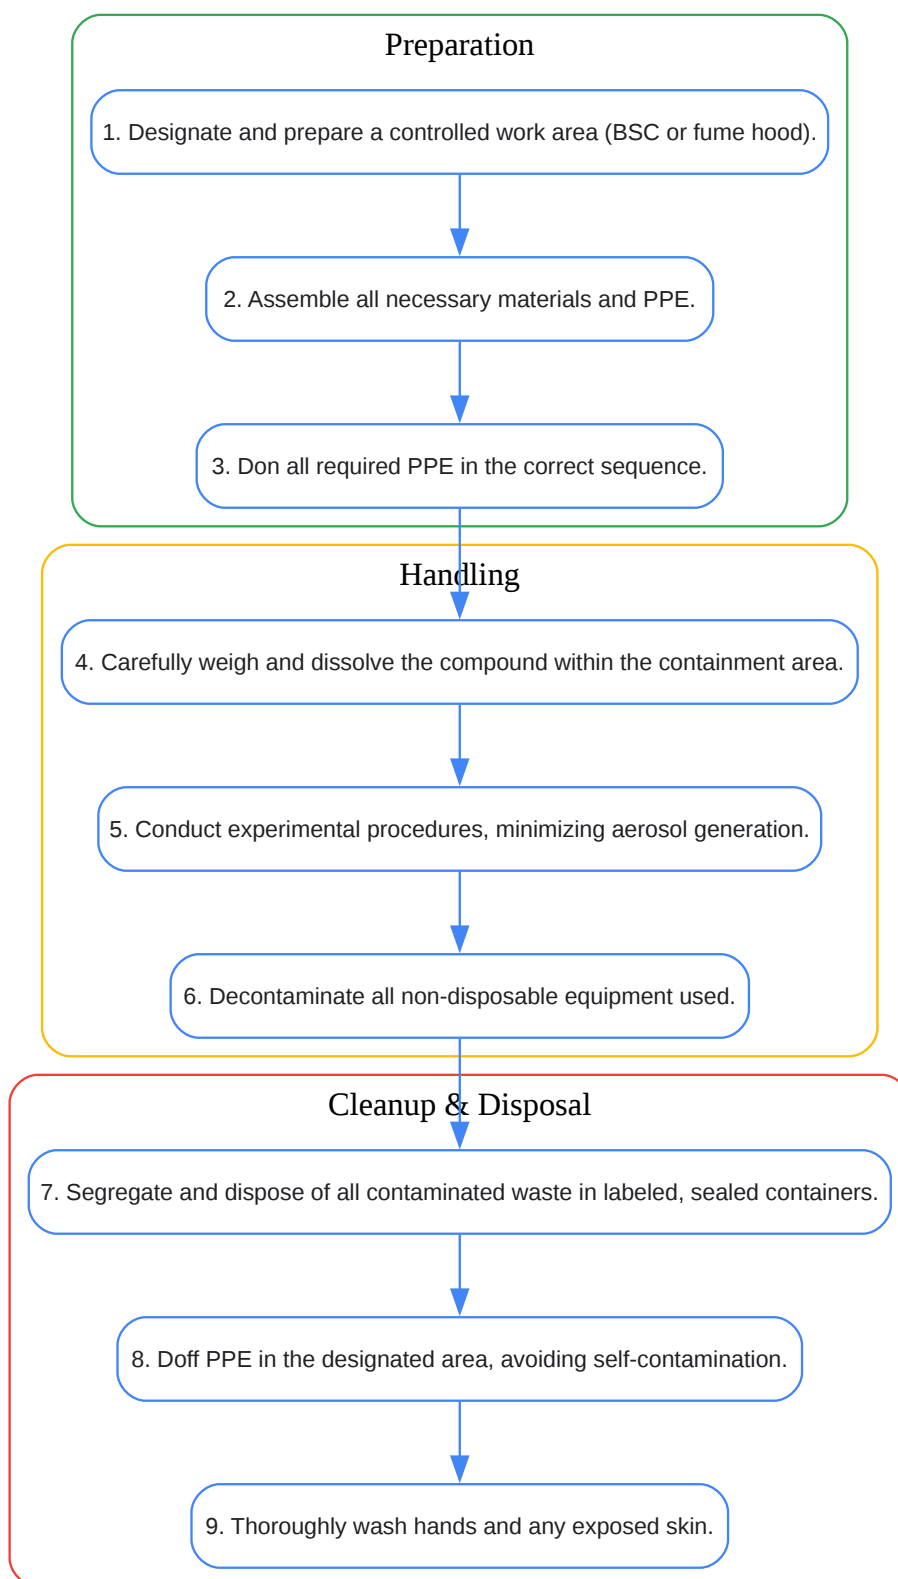 Preparation
1. Designate and prepare a controlled work area (BSC or fume hood).
2. Assemble all necessary materials and PPE.
3. Don all required PPE in the correct sequence.
Handling
4. Carefully weigh and dissolve the compound within the containment area.
5. Conduct experimental procedures, minimizing aerosol generation.
6. Decontaminate all non-disposable equipment used.
Cleanup & Disposal
7. Segregate and dispose of all contaminated waste in labeled, sealed containers.
8. Doff PPE in the designated area, avoiding self-contamination.
9. Thoroughly wash hands and any exposed skin.